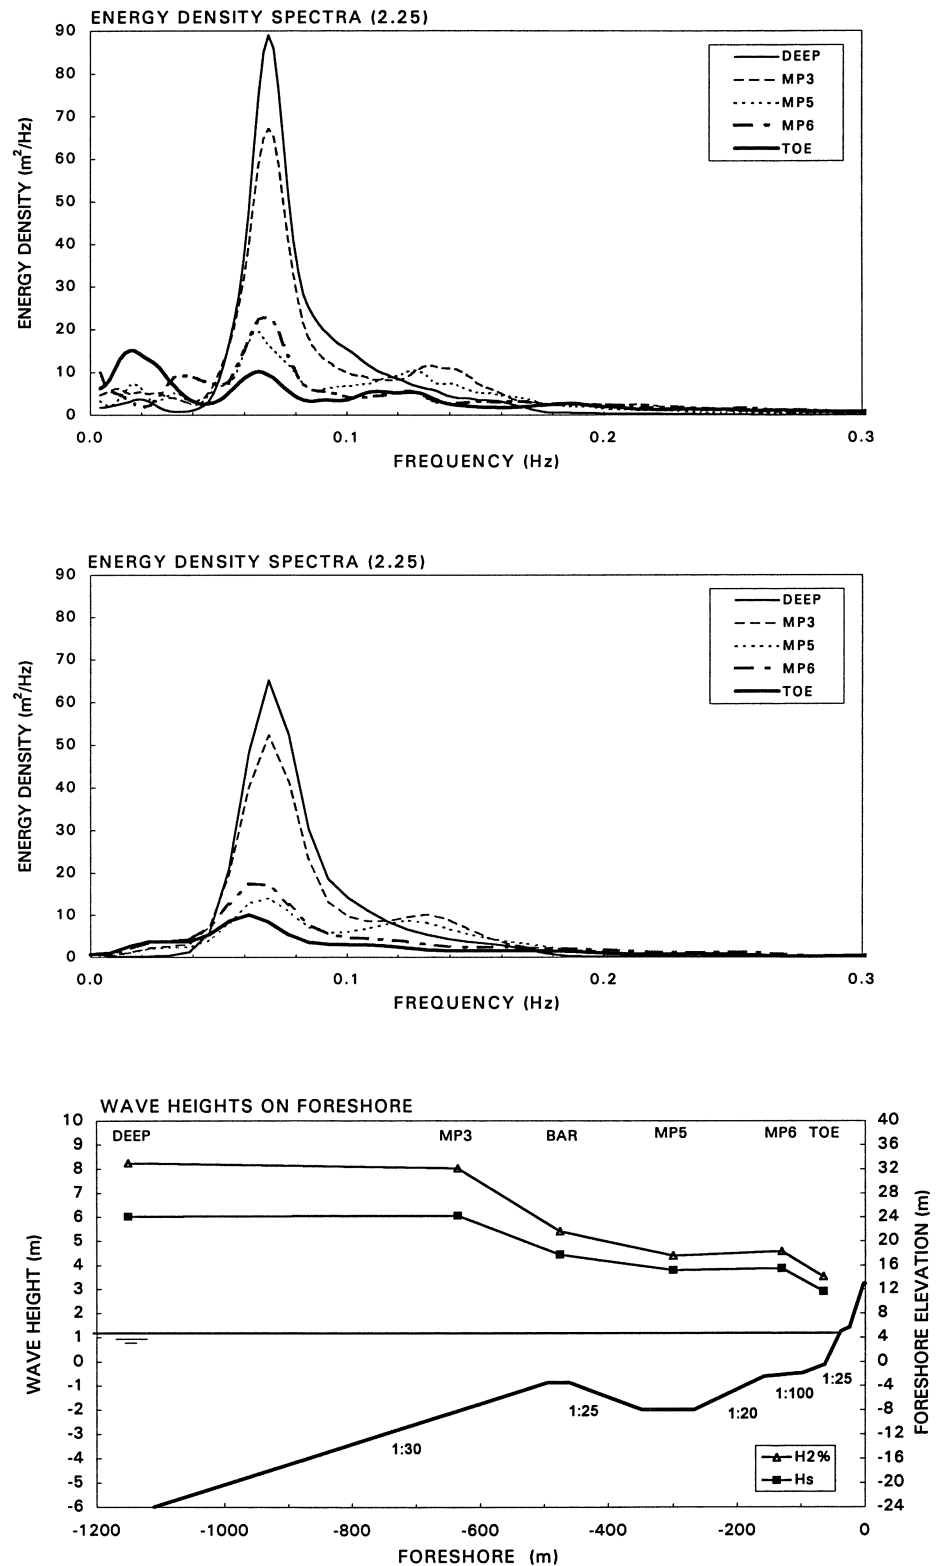 ENERGY DENSITY SPECTRA (2.25)
90
80
70
60
50
40
30
20
10
0
ENERGY DENSITY (m²/Hz)
DEEP
MP3
MP5
MP6
TOE
0.0 0.1 0.2 0.3
FREQUENCY (Hz)
ENERGY DENSITY SPECTRA (2.25)
90
80
70
60
50
40
30
20
10
0
ENERGY DENSITY (m²/Hz)
DEEP
MP3
MP5
MP6
TOE
0.0 0.1 0.2 0.3
FREQUENCY (Hz)
WAVE HEIGHTS ON FORESHORE
DEEP MP3 BAR MP5 MP6 TOE
10
9
8
7
6
5
4
3
2
1
0
-1
-2
-3
-4
-5
-6
WAVE HEIGHT (m)
40
36
32
28
24
20
16
12
8
4
0
-4
-8
-12
-16
-20
-24
FORESHORE ELEVATION (m)
1:30
1:25
1:20
1:100
1:25
H2%
Hs
-1200 -1000 -800 -600 -400 -200 0
FORESHORE (m)